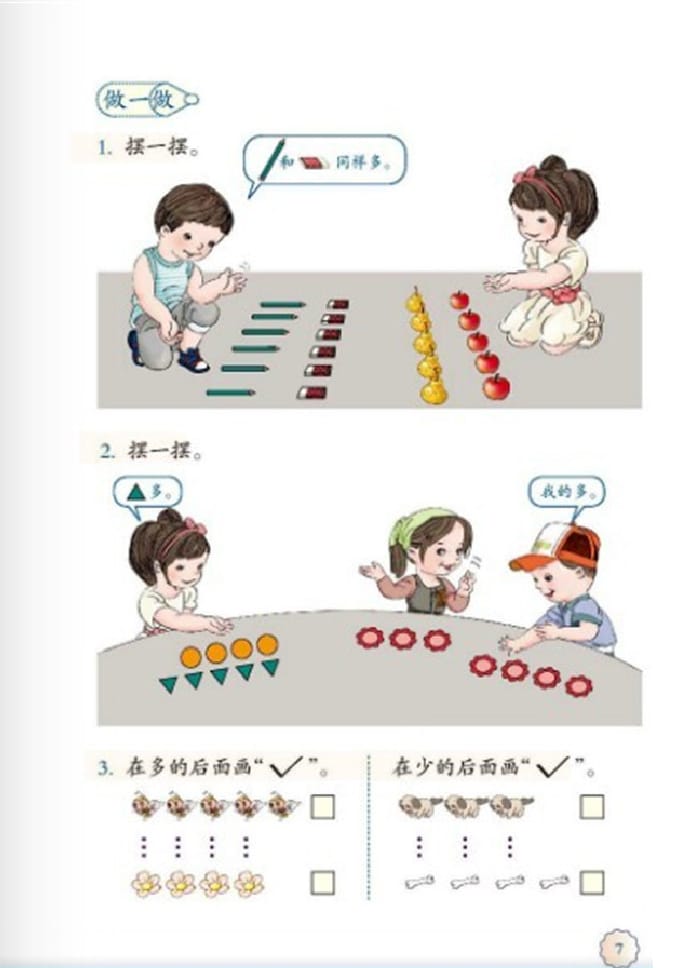 做一做
1. 摆一摆。
和 同样多。
2. 摆一摆。
多。
我的多。
3. 在多的后面画“✓”。
在少的后面画“✓”。
7